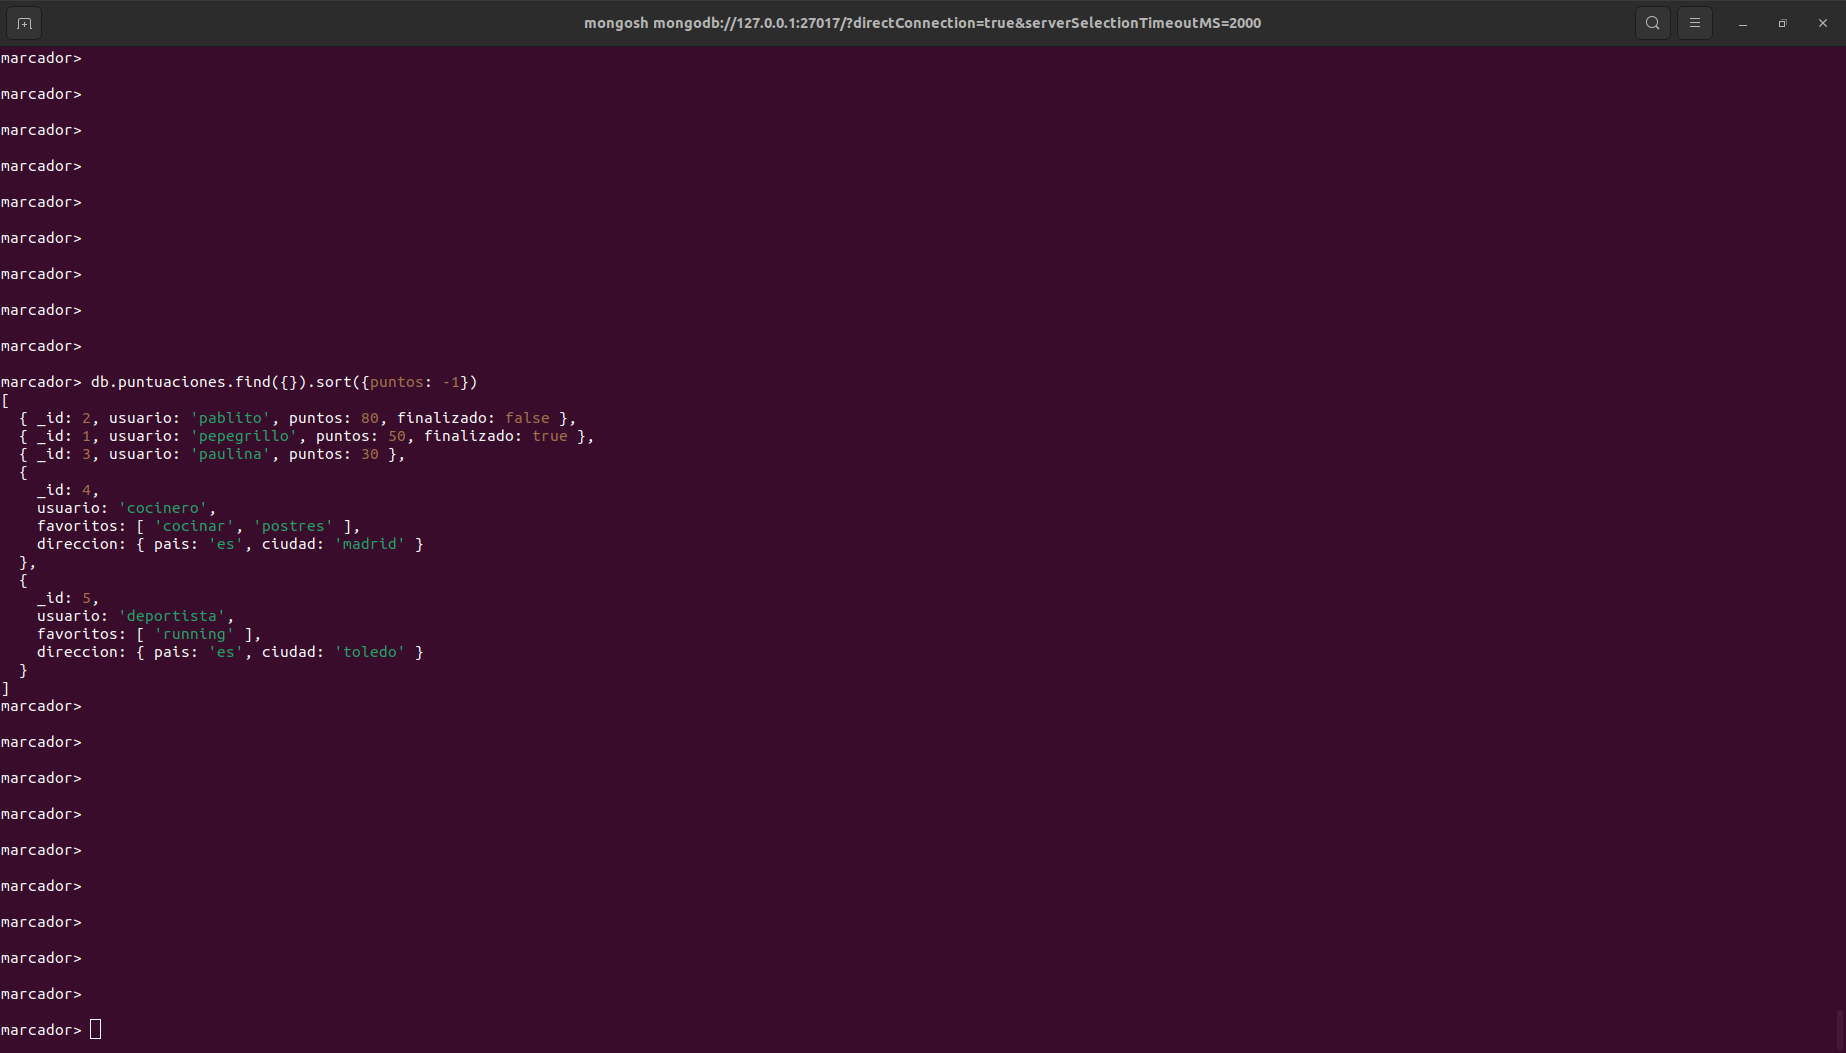 mongosh mongodb://127.0.0.1:27017/?directConnection=true&serverSelectionTimeoutMS=2000
marcador>
marcador>
marcador>
marcador>
marcador>
marcador>
marcador>
marcador>
marcador>
marcador> db.puntuaciones.find({}).sort({puntos: -1})
[
  { _id: 2, usuario: 'pablito', puntos: 80, finalizado: false },
  { _id: 1, usuario: 'pepegrillo', puntos: 50, finalizado: true },
  { _id: 3, usuario: 'paulina', puntos: 30 },
  {
    _id: 4,
    usuario: 'cocinero',
    favoritos: [ 'cocinar', 'postres' ],
    direccion: { pais: 'es', ciudad: 'madrid' }
  },
  {
    _id: 5,
    usuario: 'deportista',
    favoritos: [ 'running' ],
    direccion: { pais: 'es', ciudad: 'toledo' }
  }
]
marcador>
marcador>
marcador>
marcador>
marcador>
marcador>
marcador>
marcador>
marcador>
marcador>